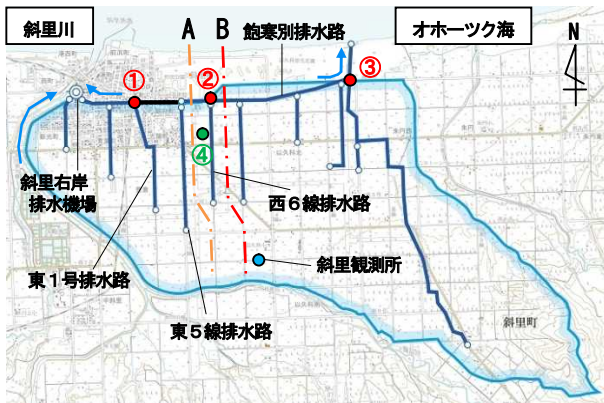 斜里川
A
B
飽寒別排水路
オホーツク海
N
①
②
③
④
斜里右岸
排水機場
西6線排水路
東1号排水路
斜里観測所
東5線排水路
斜里町